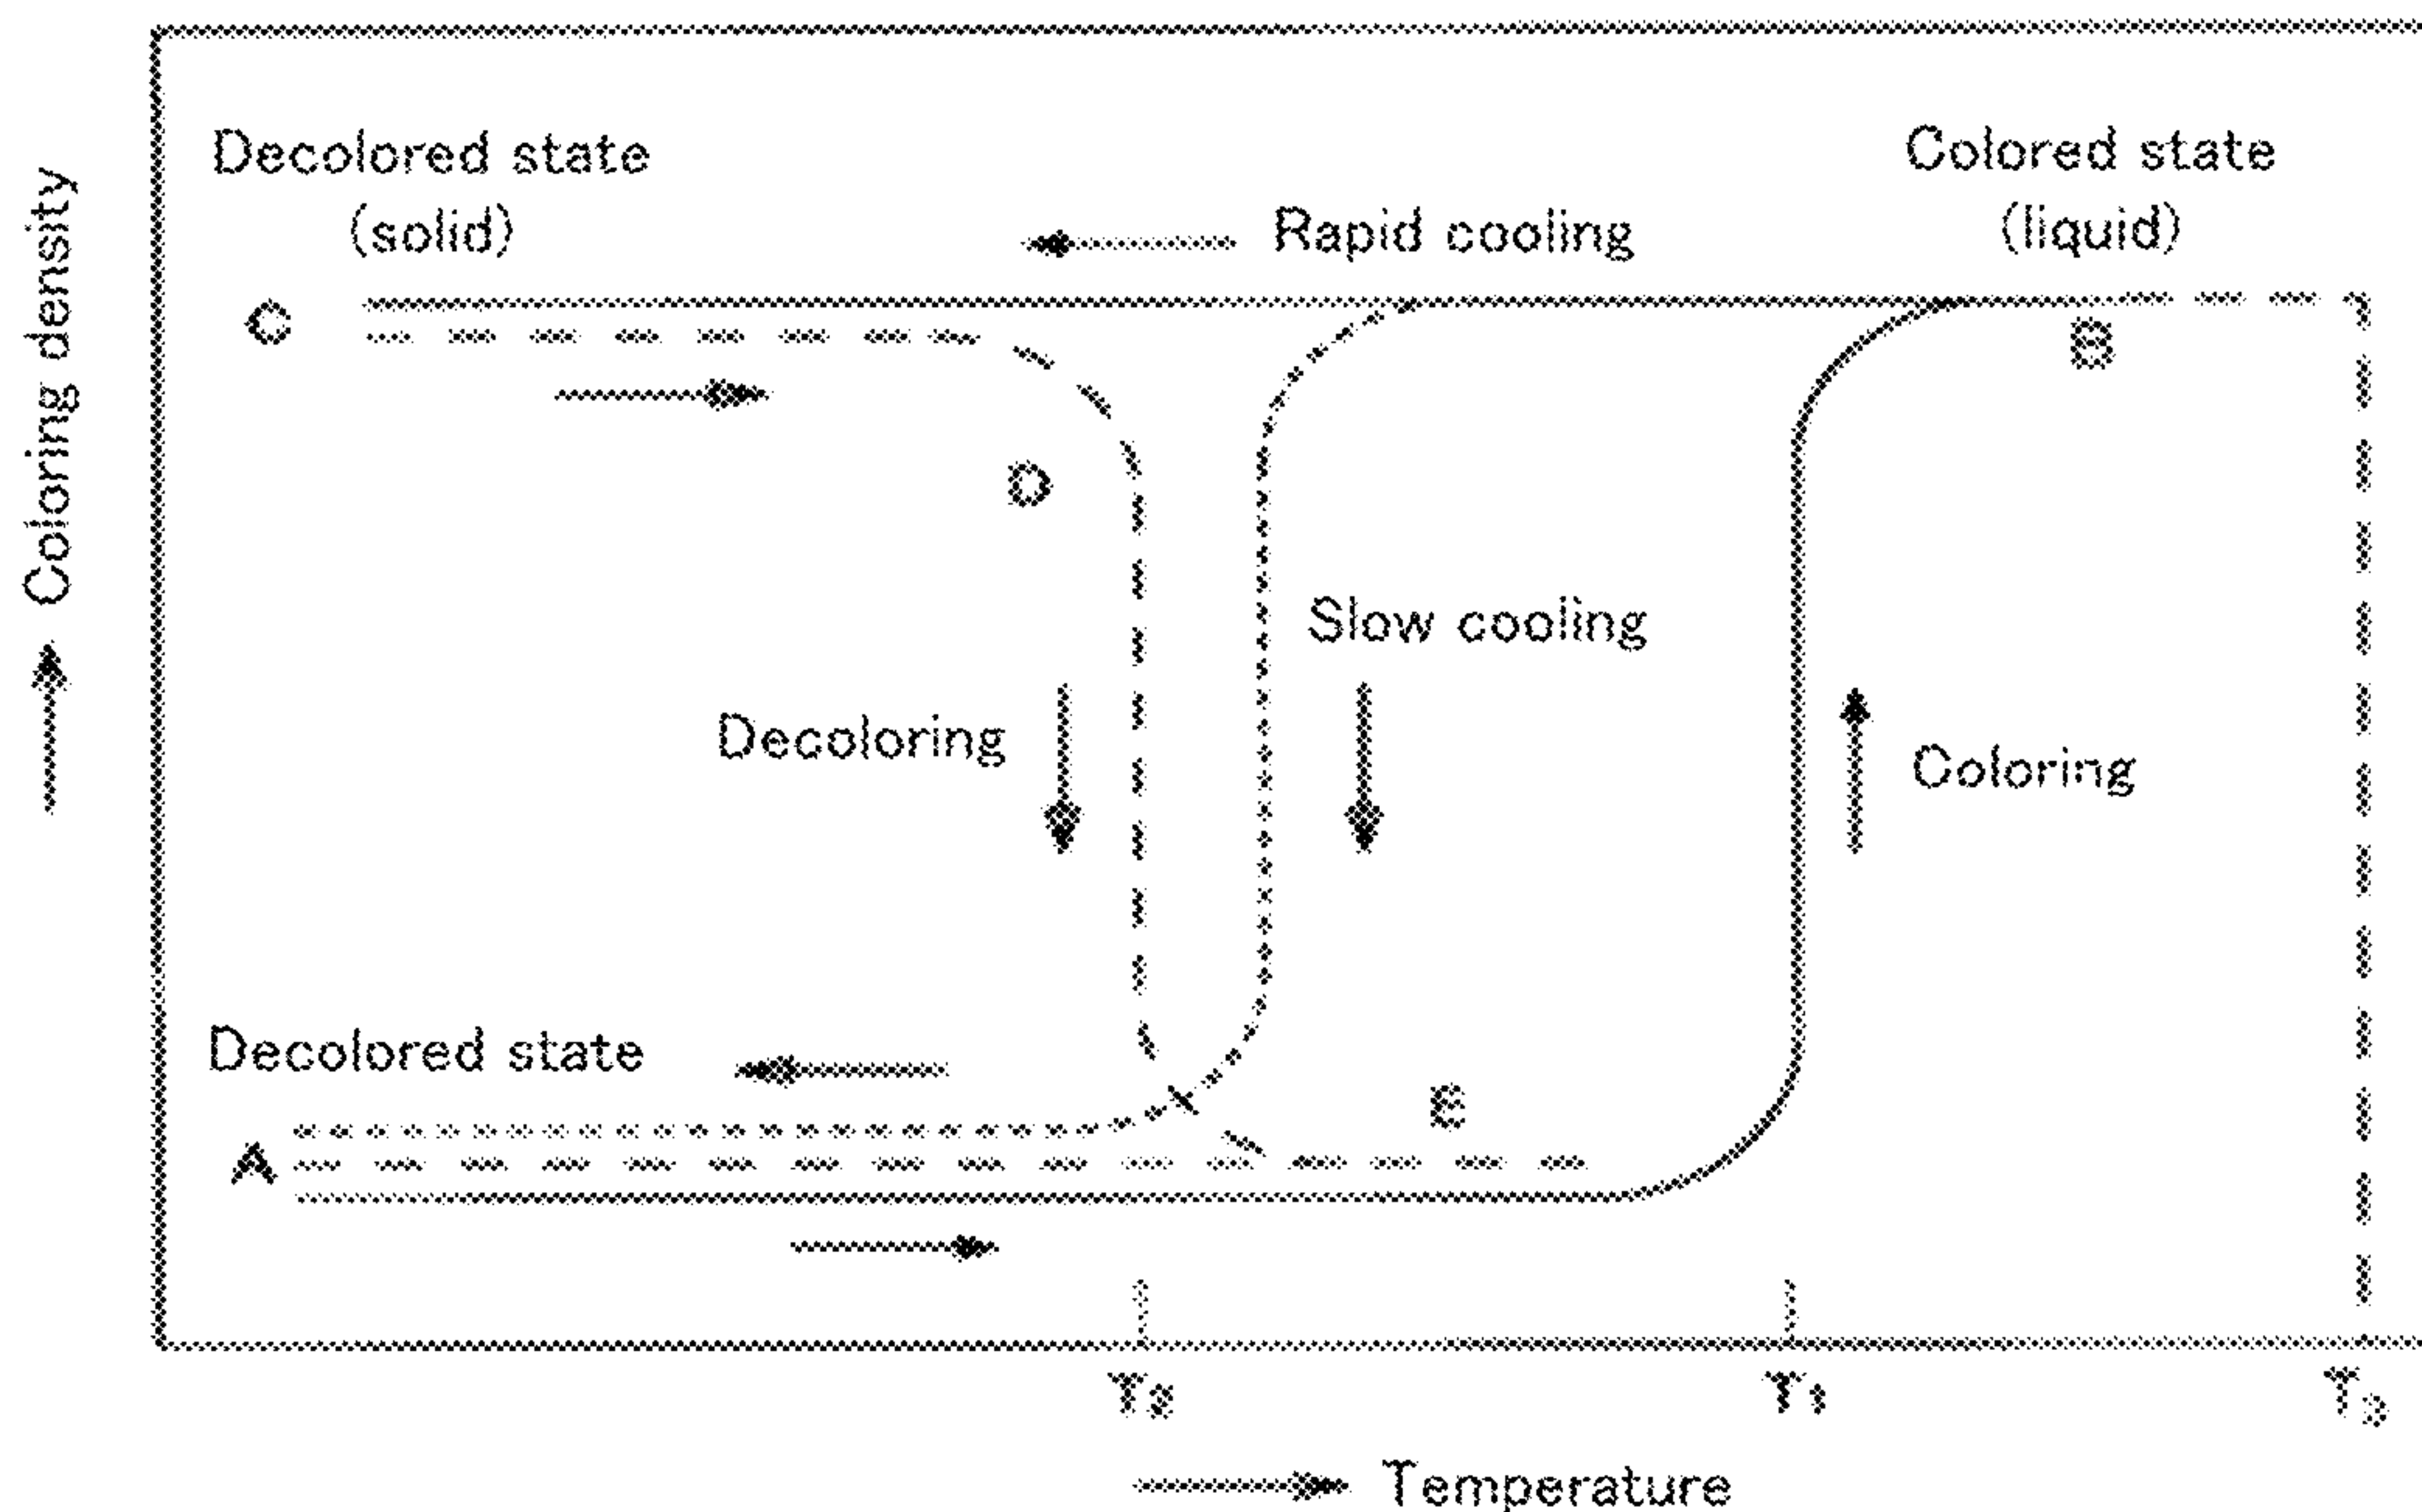 Coloring density
Decolored state
(solid)
Rapid cooling
Colored state
(liquid)
C
B
D
Slow cooling
Decoloring
Coloring
Decolored state
E
A
T2
T1
T3
Temperature